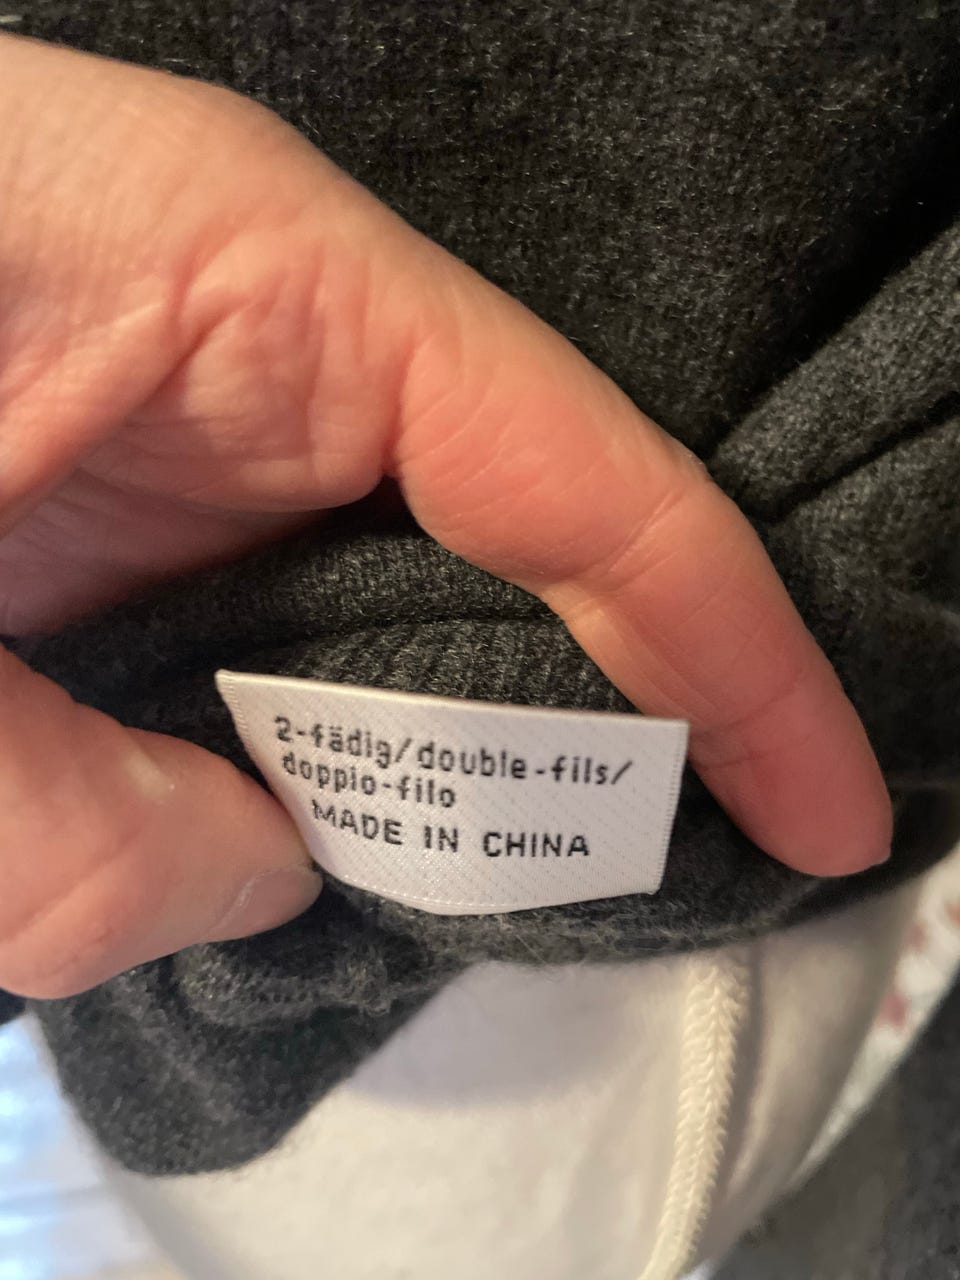 2-fädig/double-fils/
doppio-filo
MADE IN CHINA